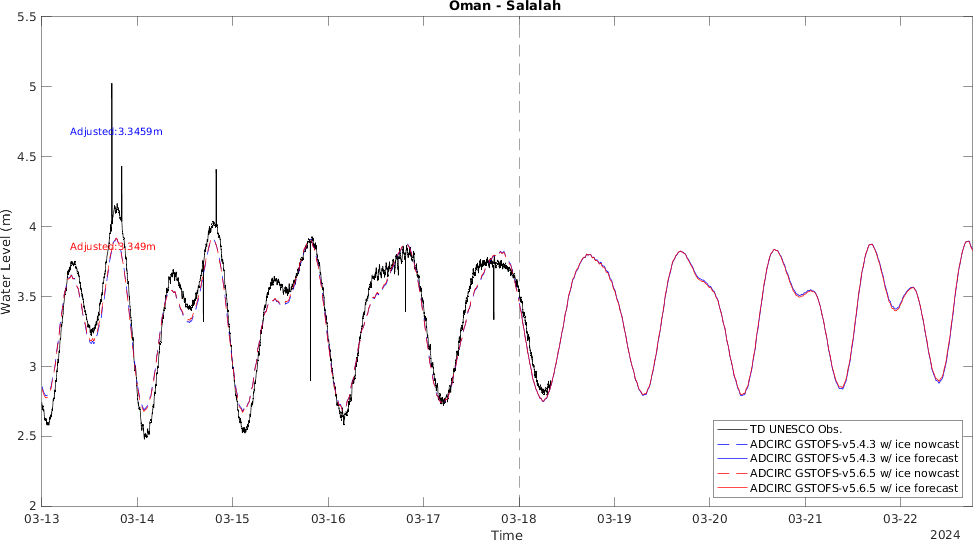 Oman - Salalah
5.5
5
4.5
4
3.5
3
2.5
2
Water Level (m)
Adjusted:3.3459m
Adjusted:3.349m
TD UNESCO Obs.
ADCIRC GSTOFS-v5.4.3 w/ ice nowcast
ADCIRC GSTOFS-v5.4.3 w/ ice forecast
ADCIRC GSTOFS-v5.6.5 w/ ice nowcast
ADCIRC GSTOFS-v5.6.5 w/ ice forecast
03-13 03-14 03-15 03-16 03-17 03-18 03-19 03-20 03-21 03-22
Time
2024